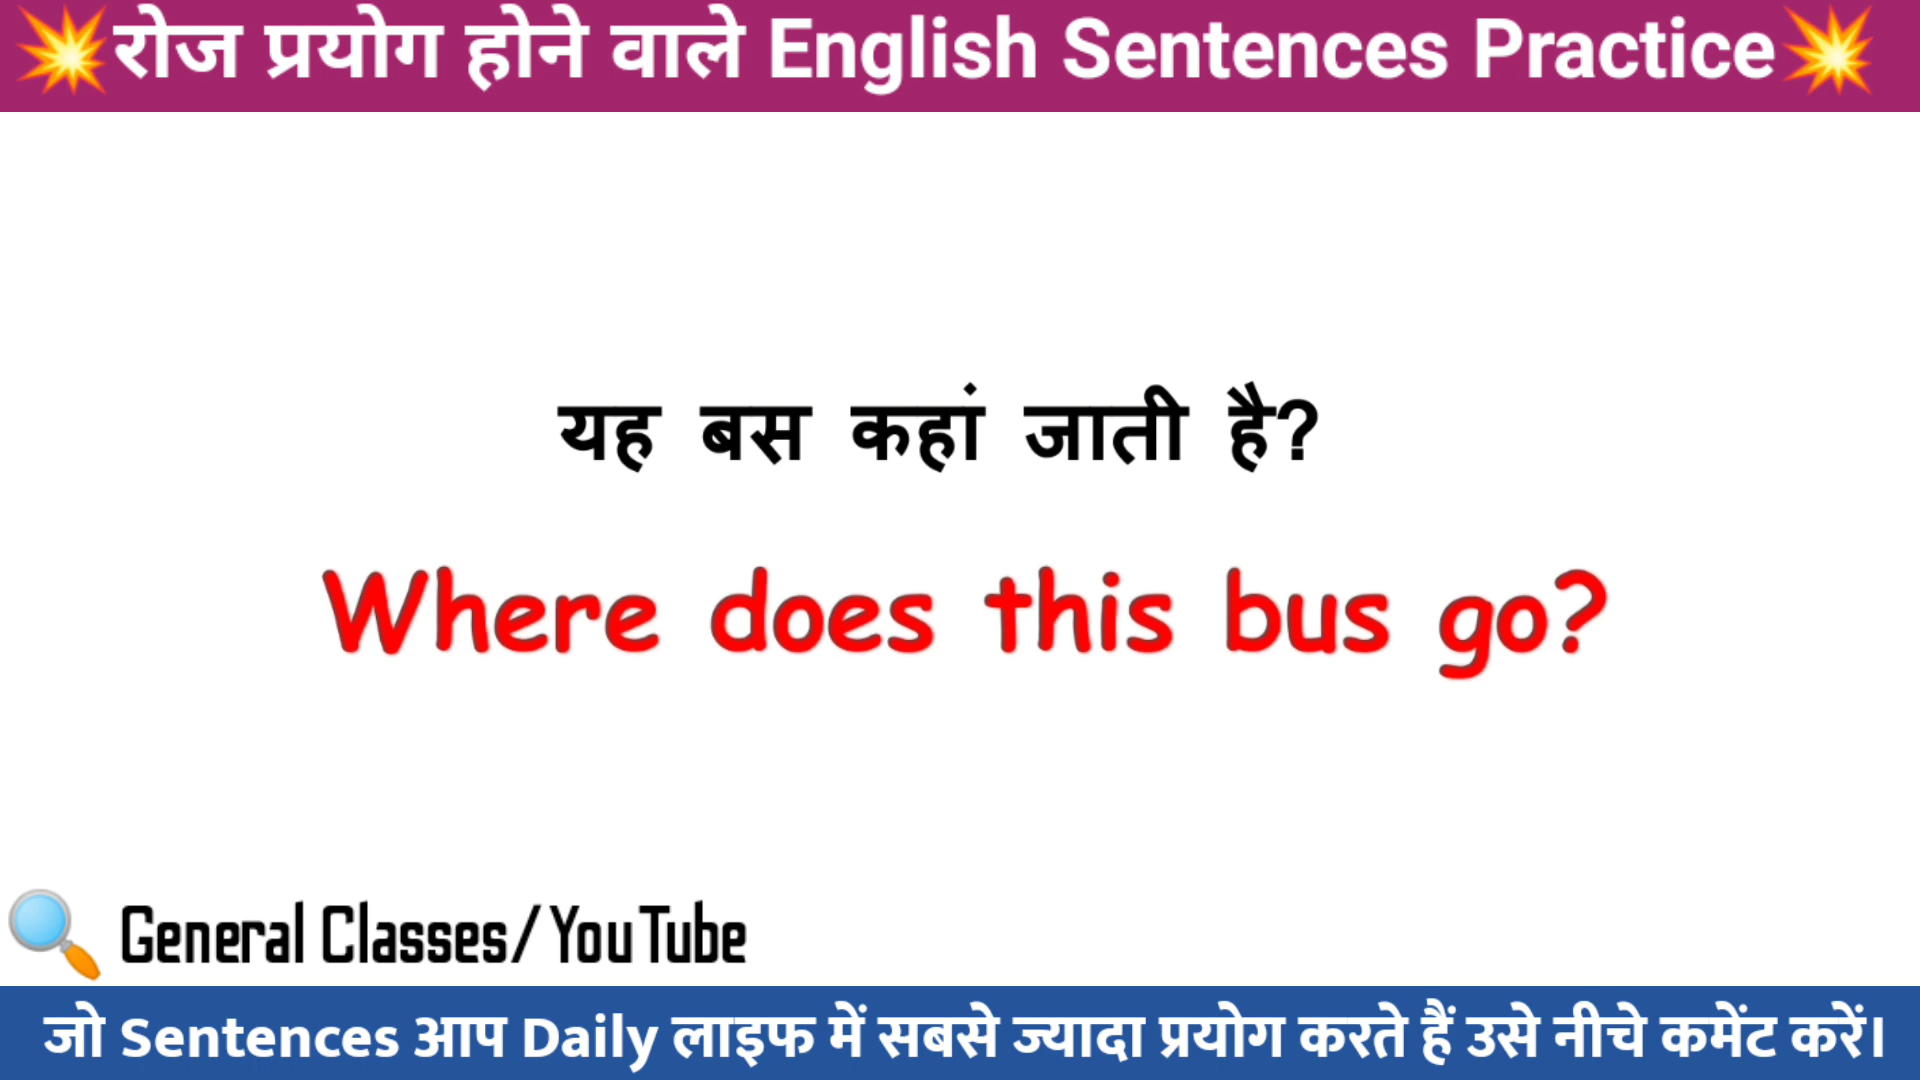 💥रोज प्रयोग होने वाले English Sentences Practice💥
यह बस कहां जाती है?
Where does this bus go?
🔍 General Classes/YouTube
जो Sentences आप Daily लाइफ में सबसे ज्यादा प्रयोग करते हैं उसे नीचे कमेंट करें।